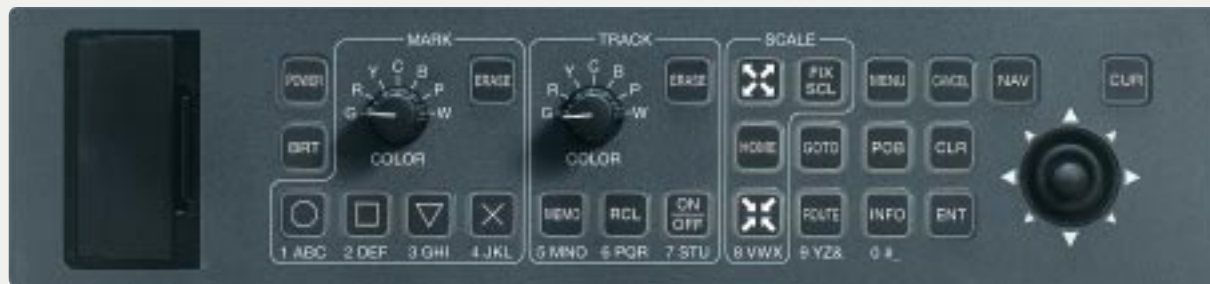 MARK TRACK SCALE
POWER
R Y C B P
G W
COLOR
ERASE
R Y C B P
G W
COLOR
ERASE
FIX
SCL
MENU CANCEL NAV CUR
BRT HOME GOTO POB CLR
MEMO RCL ON
OFF
ROUTE INFO ENT
1 ABC 2 DEF 3 GHI 4 JKL 5 MNO 6 PQR 7 STU 8 VWX 9 YZ& 0 #_